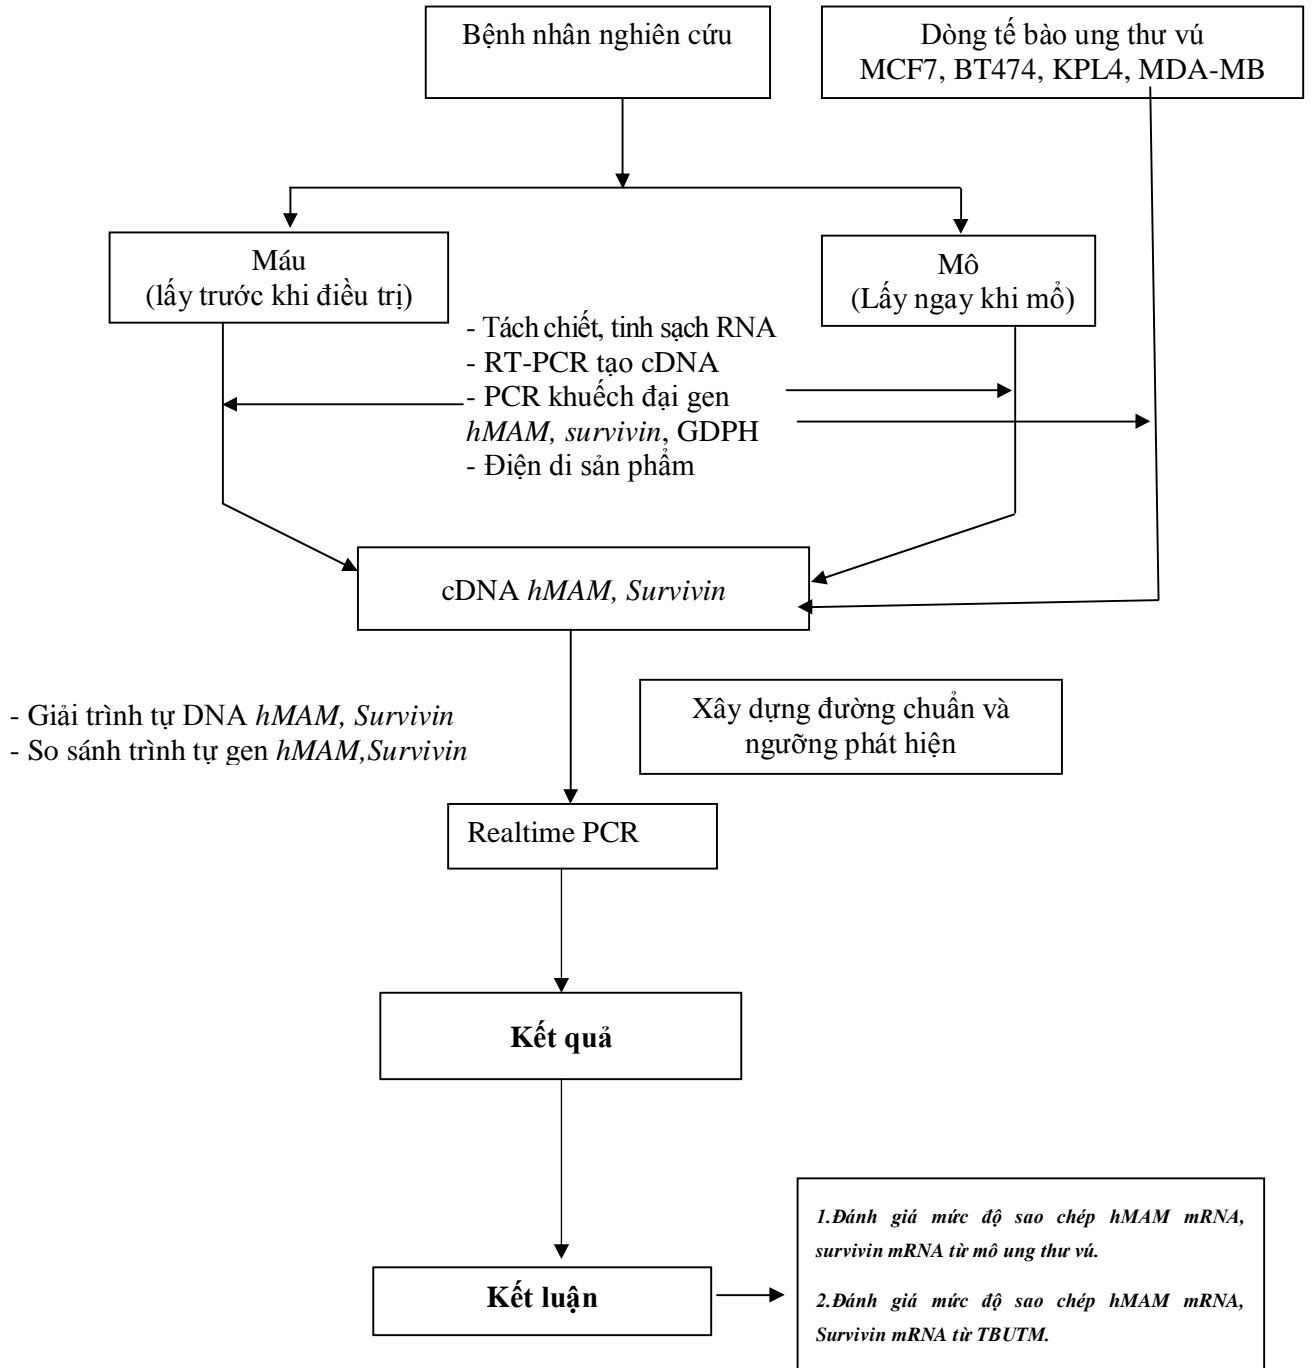 Bệnh nhân nghiên cứu
Dòng tế bào ung thư vú
MCF7, BT474, KPL4, MDA-MB
Máu
(lấy trước khi điều trị)
Mô
(Lấy ngay khi mổ)
- Tách chiết, tinh sạch RNA
- RT-PCR tạo cDNA
- PCR khuếch đại gen
hMAM, survivin, GDPH
- Điện di sản phẩm
cDNA hMAM, Survivin
- Giải trình tự DNA hMAM, Survivin
- So sánh trình tự gen hMAM,Survivin
Xây dựng đường chuẩn và
ngưỡng phát hiện
Realtime PCR
Kết quả
Kết luận
1.Đánh giá mức độ sao chép hMAM mRNA,
survivin mRNA từ mô ung thư vú.
2.Đánh giá mức độ sao chép hMAM mRNA,
Survivin mRNA từ TBUTM.